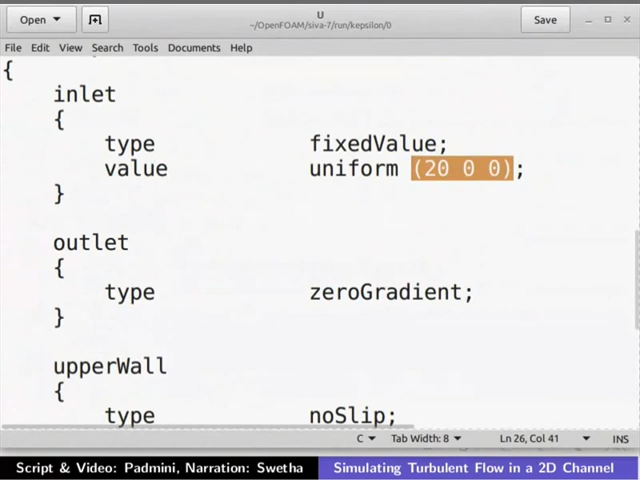 Open U Save
~/OpenFOAM/siva-7/run/kepsilon/0
File Edit View Search Tools Documents Help
{
inlet
{
type fixedValue;
value uniform (20 0 0);
}
outlet
{
type zeroGradient;
}
upperWall
{
type noSlip;
C Tab Width: 8 Ln 26, Col 41 INS
Script & Video: Padmini, Narration: Swetha Simulating Turbulent Flow in a 2D Channel